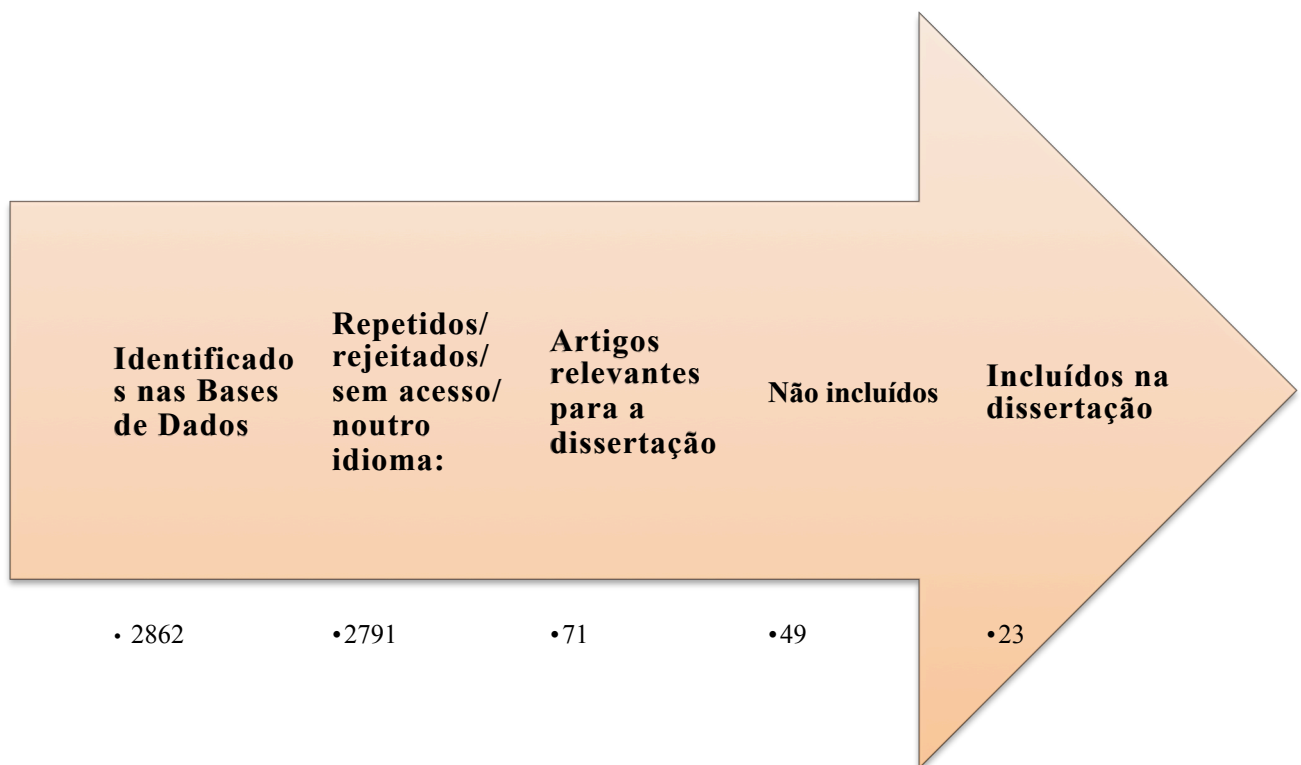 Identificado
s nas Bases
de Dados
Repetidos/
rejeitados/
sem acesso/
noutro
idioma:
Artigos
relevantes
para a
dissertação
Não incluídos
Incluídos na
dissertação
• 2862
•2791
•71
•49
•23